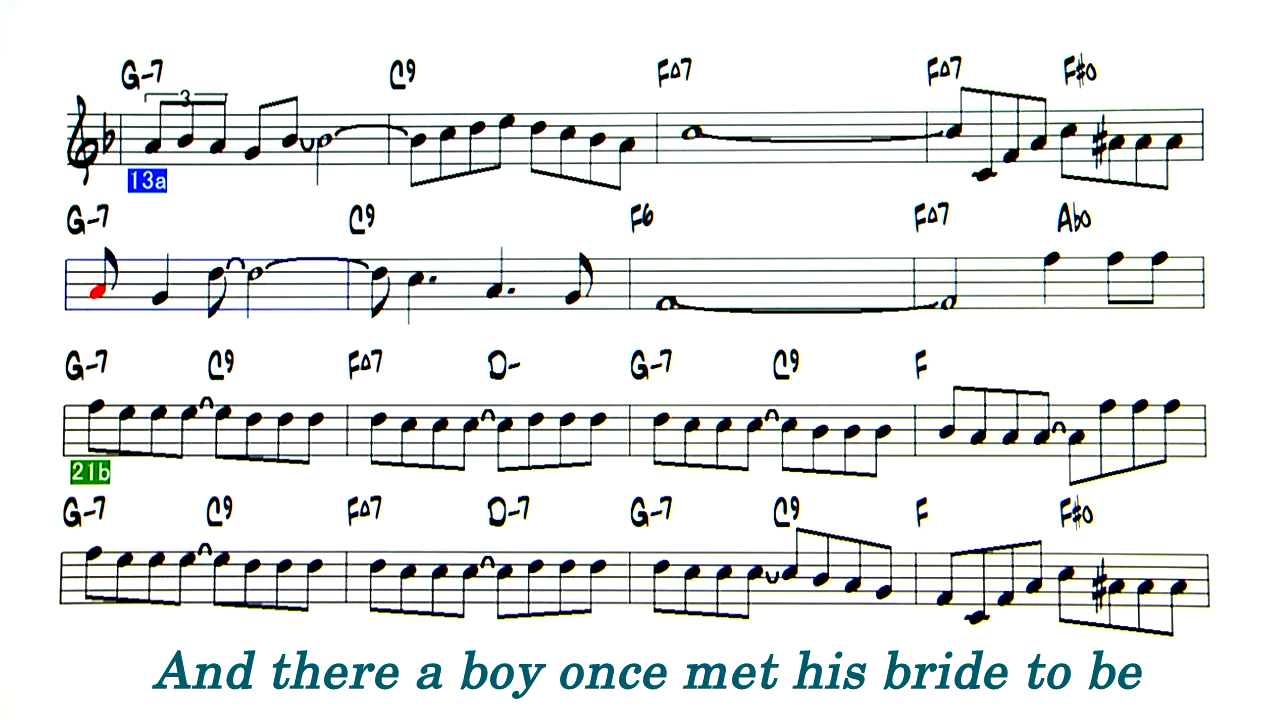 G-7 C9 F△7 F△7 F#o
3
13a
G-7 C9 F6 F△7 Abo
G-7 C9 F△7 D- G-7 C9 F
21b
G-7 C9 F△7 D-7 G-7 C9 F F#o
And there a boy once met his bride to be